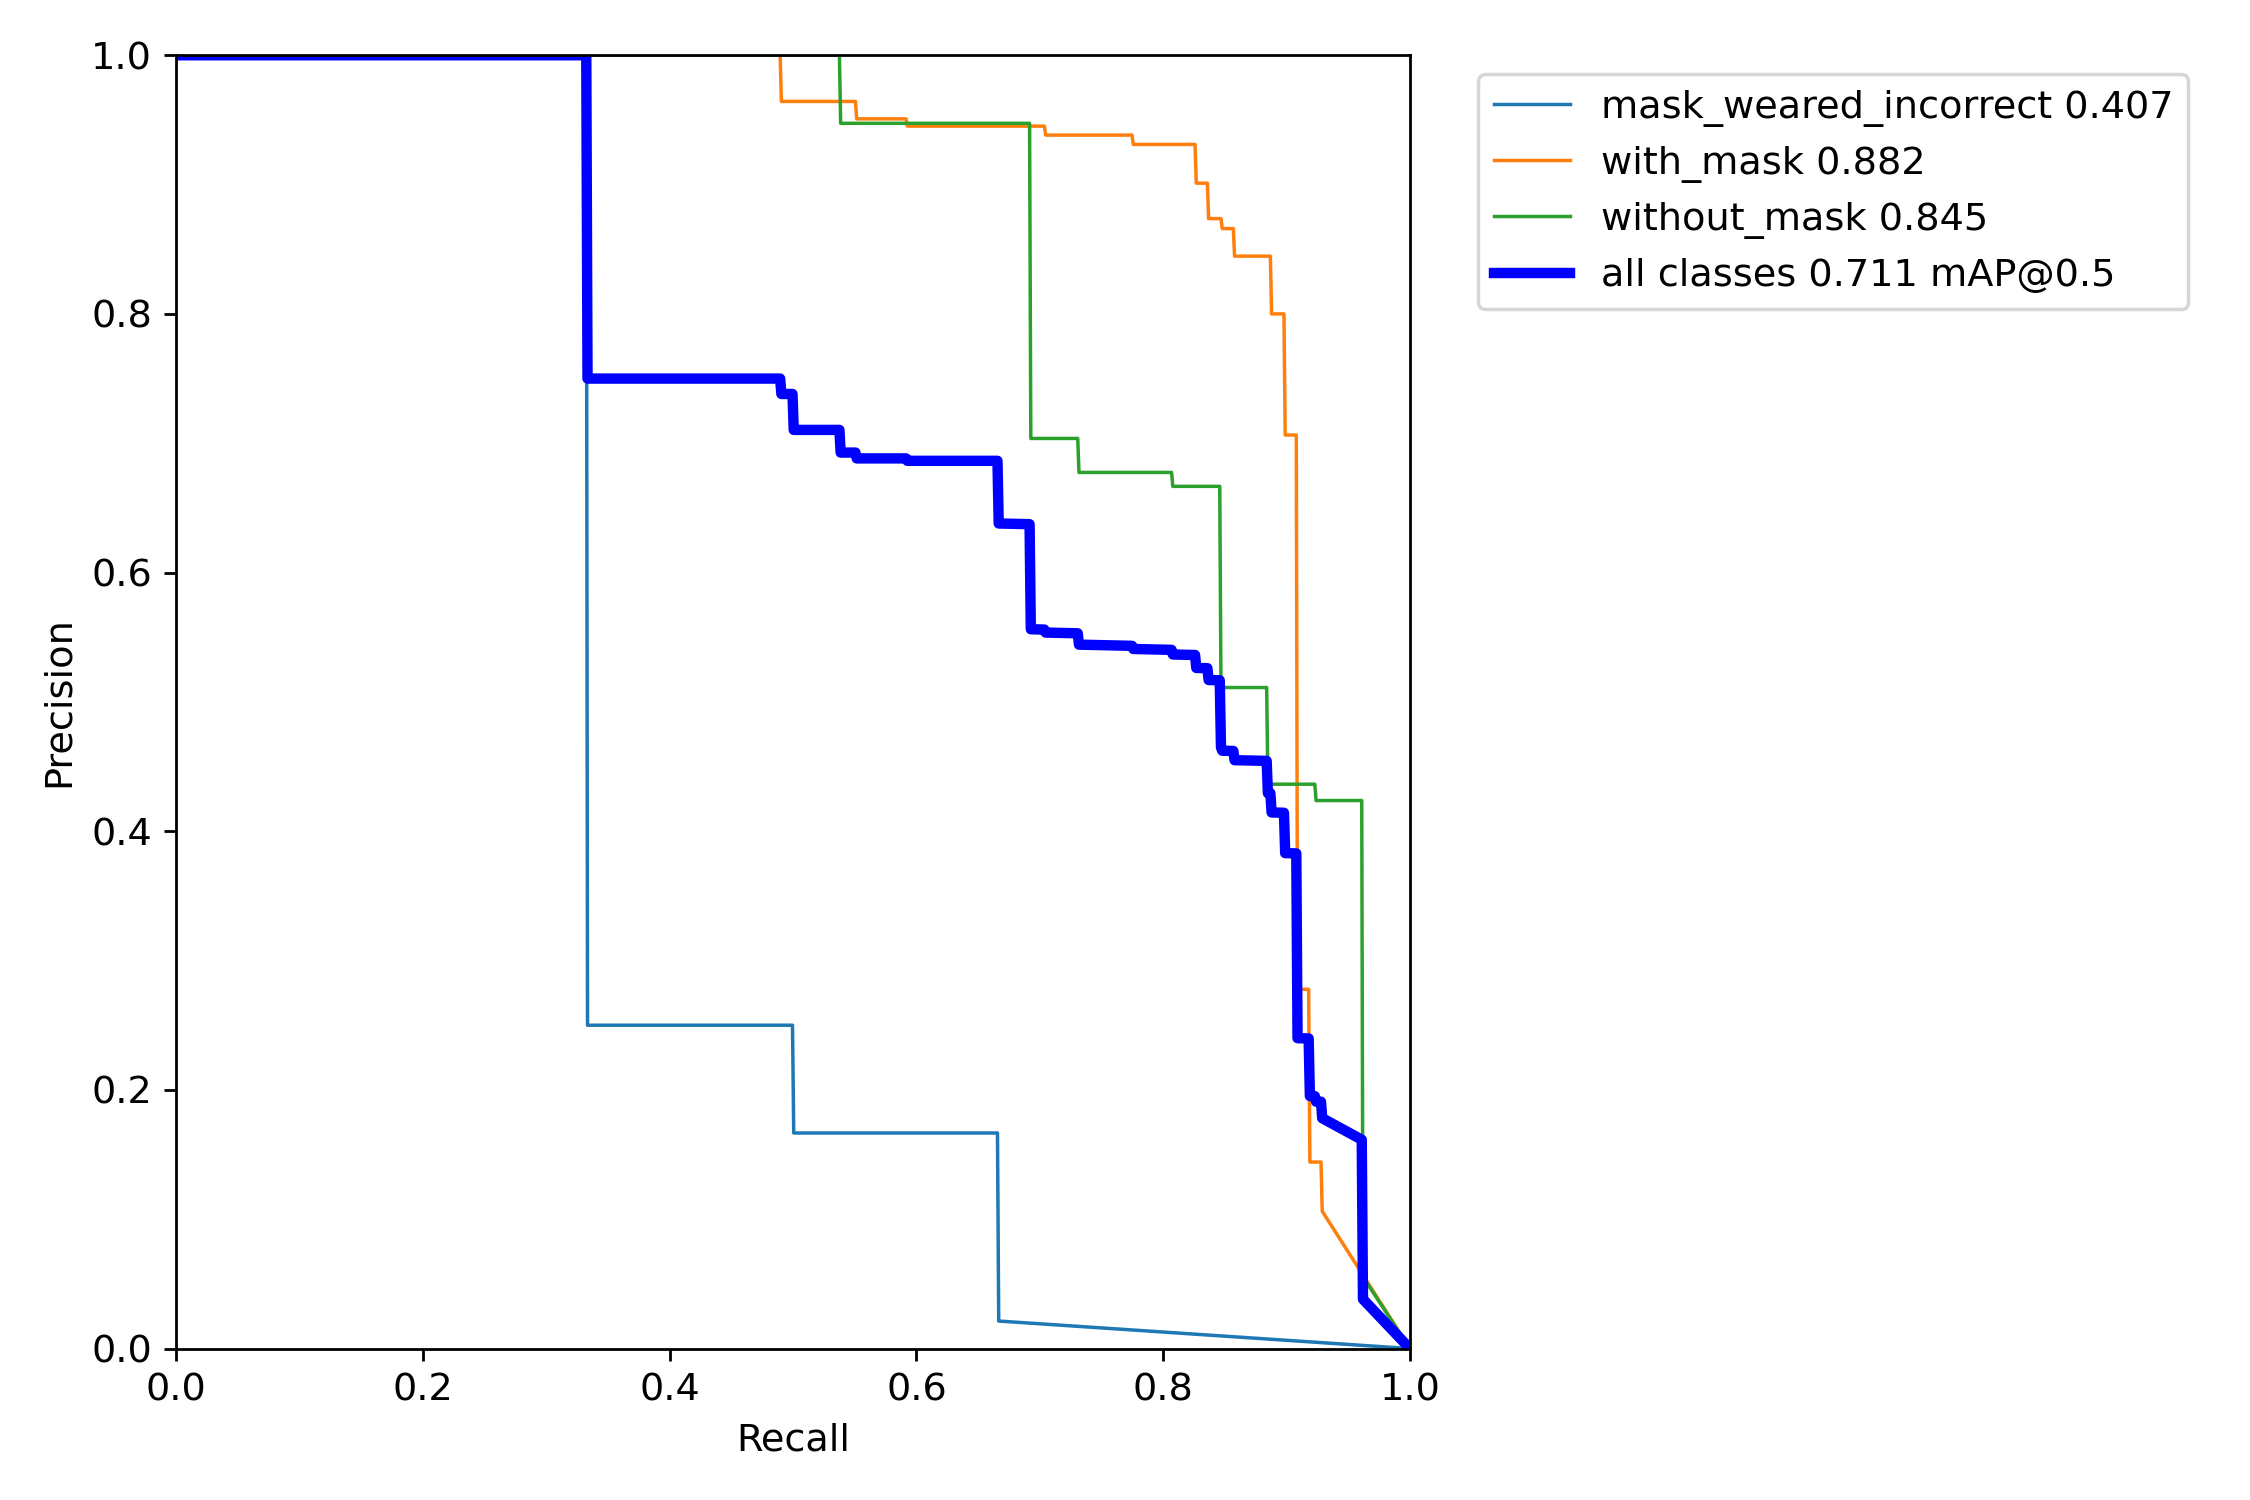 1.0
0.8
0.6
0.4
0.2
0.0
Precision
0.0 0.2 0.4 0.6 0.8 1.0
Recall
mask_weared_incorrect 0.407
with_mask 0.882
without_mask 0.845
all classes 0.711 mAP@0.5